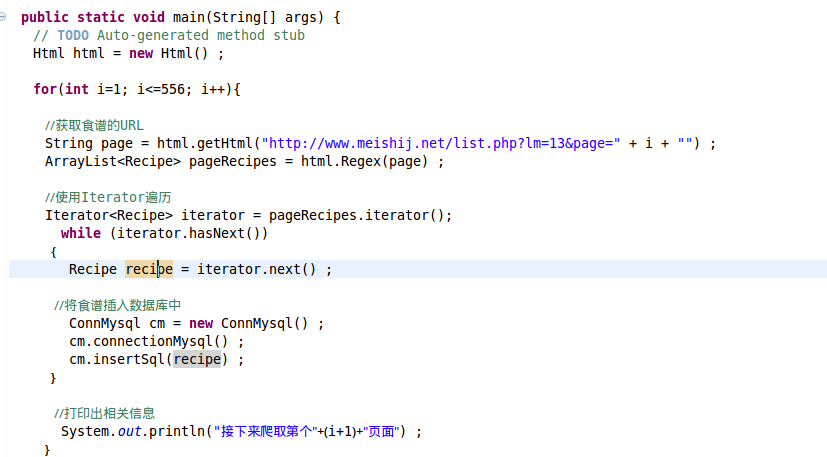 public static void main(String[] args) {
// TODO Auto-generated method stub
Html html = new Html() ;
for(int i=1; i<=556; i++){
//获取食谱的URL
String page = html.getHtml("http://www.meishij.net/list.php?lm=13&page=" + i + "") ;
ArrayList<Recipe> pageRecipes = html.Regex(page) ;
//使用Iterator遍历
Iterator<Recipe> iterator = pageRecipes.iterator();
while (iterator.hasNext())
{
Recipe recipe = iterator.next() ;
//将食谱插入数据库中
ConnMysql cm = new ConnMysql() ;
cm.connectionMysql() ;
cm.insertSql(recipe) ;
}
//打印出相关信息
System.out.println("接下来爬取第个"+(i+1)+"页面") ;
}